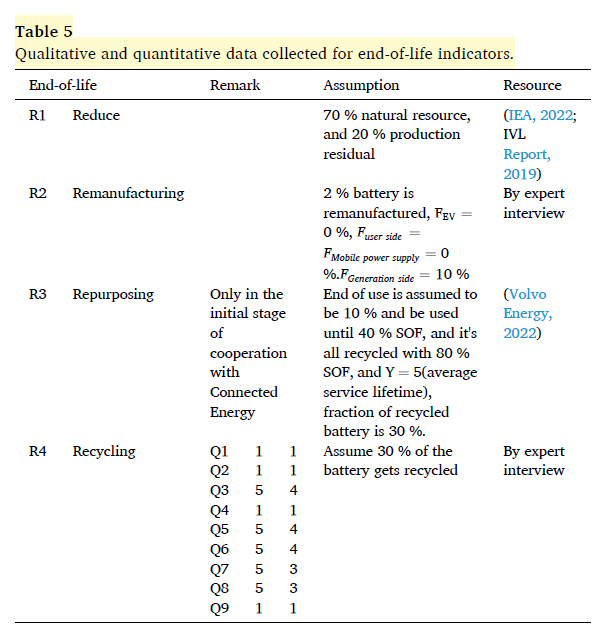 Table 5
Qualitative and quantitative data collected for end-of-life indicators.
End-of-life Remark Assumption Resource
R1 Reduce 70 % natural resource, (IEA, 2022;
and 20 % production IVL
residual Report,
2019)
R2 Remanufacturing 2 % battery is By expert
remanufactured, FEV = interview
0 %, Fuser side =
FMobile power supply = 0
%.FGeneration side = 10 %
R3 Repurposing Only in the End of use is assumed to (Volvo
initial stage be 10 % and be used Energy,
of until 40 % SOF, and it's 2022)
cooperation all recycled with 80 %
with SOF, and Y = 5(average
Connected service lifetime),
Energy fraction of recycled
battery is 30 %.
R4 Recycling Q1 1 1 Assume 30 % of the By expert
Q2 1 1 battery gets recycled interview
Q3 5 4
Q4 1 1
Q5 5 4
Q6 5 4
Q7 5 3
Q8 5 3
Q9 1 1